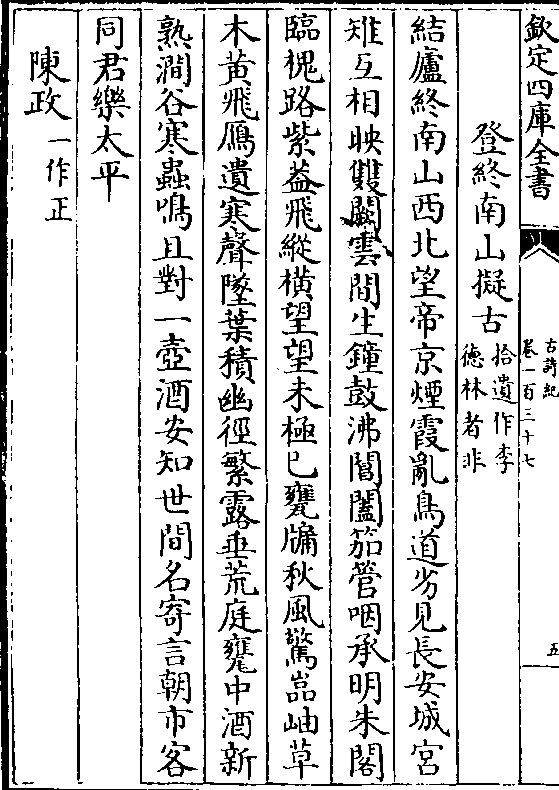 欽定四庫全書
古詩紀
卷一百三十七
五
登終南山擬古拾遺作李
德林者非
結廬終南山西北望帝京煙霞亂鳥道劣見長安城宮
雉互相映雙闕雲間生鐘鼓沸閶闔笳管咽承明朱閣
臨槐路紫葢飛縱横望望未極已甕牖秋風驚嵓岫草
木黄飛鴈遺寒聲墜葉積幽徑繁露垂荒庭甕中酒新
熟澗谷寒蟲鳴且對一壺酒安知世間名寄言朝市客
同君樂太平
陳政一作正